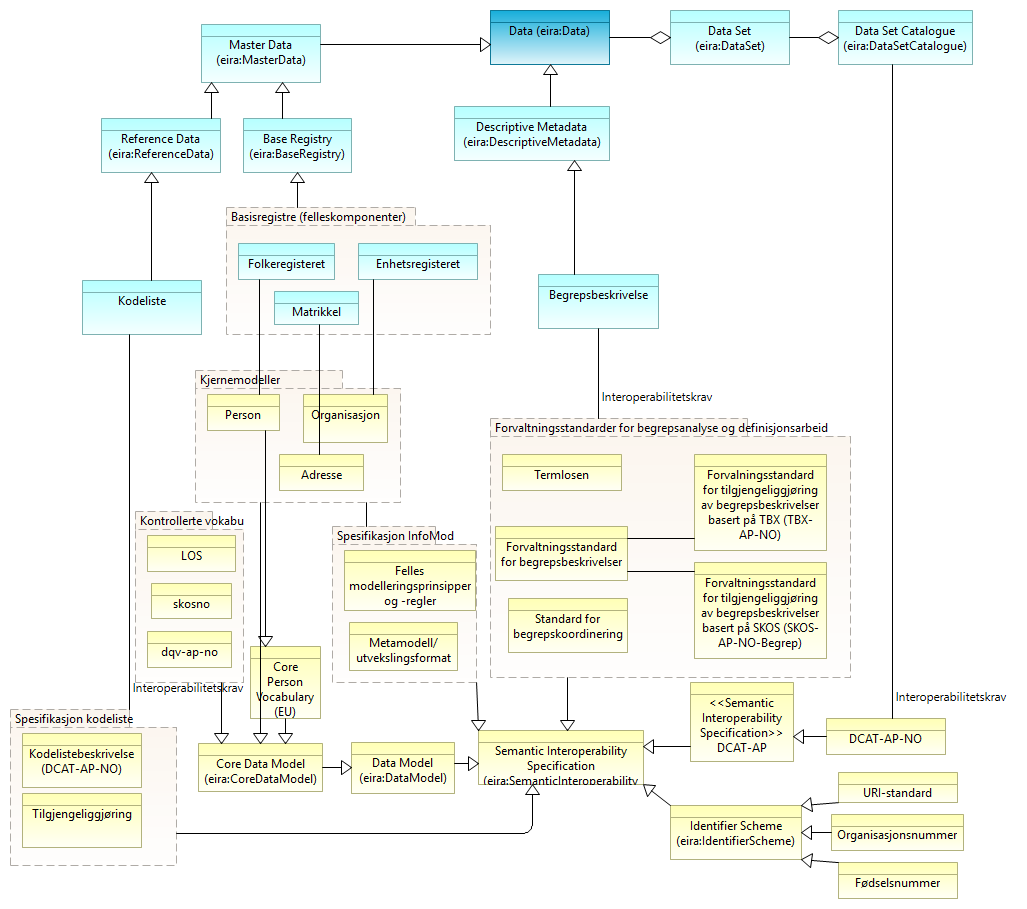 Data (eira:Data)
Data Set
(eira:DataSet)
Data Set Catalogue
(eira:DataSetCatalogue)
Master Data
(eira:MasterData)
Reference Data
(eira:ReferenceData)
Base Registry
(eira:BaseRegistry)
Descriptive Metadata
(eira:DescriptiveMetadata)
Basisregistre (felleskomponenter)
Folkeregisteret
Enhetsregisteret
Matrikkel
Kodeliste
Begrepsbeskrivelse
Kjernemodeller
Person
Organisasjon
Adresse
Interoperabilitetskrav
Forvaltningsstandarder for begrepsanalyse og definisjonsarbeid
Termlosen
Forvalningsstandard
for tilgjengeliggjøring
av begrepsbeskrivelser
basert på TBX (TBX-
AP-NO)
Forvaltningsstandard
for begrepsbeskrivelser
Forvaltningsstandard
for tilgjengeliggjøring
av begrepsbeskrivelser
basert på SKOS (SKOS-
AP-NO-Begrep)
Standard for
begrepskoordinering
Kontrollerte vokabu
LOS
skosno
dqv-ap-no
Spesifikasjon InfoMod
Felles
modelleringsprinsipper
og -regler
Metamodell/
utvekslingsformat
Core
Person
Vocabulary
(EU)
Interoperabilitetskrav
Spesifikasjon kodeliste
Kodelistebeskrivelse
(DCAT-AP-NO)
Tilgjengeliggjøring
Core Data Model
(eira:CoreDataModel)
Data Model
(eira:DataModel)
Semantic Interoperability
Specification
(eira:SemanticInteroperability
<<Semantic
Interoperability
Specification>>
DCAT-AP
Interoperabilitetskrav
DCAT-AP-NO
Identifier Scheme
(eira:IdentifierScheme)
URI-standard
Organisasjonsnummer
Fødselsnummer